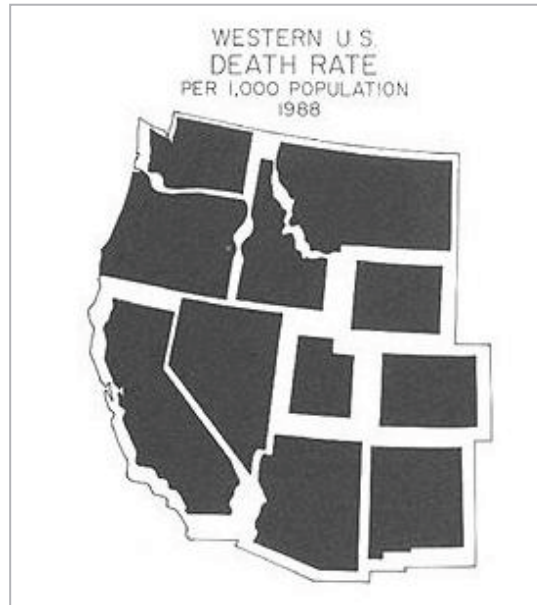 WESTERN U.S.
DEATH RATE
PER 1,000 POPULATION
1988